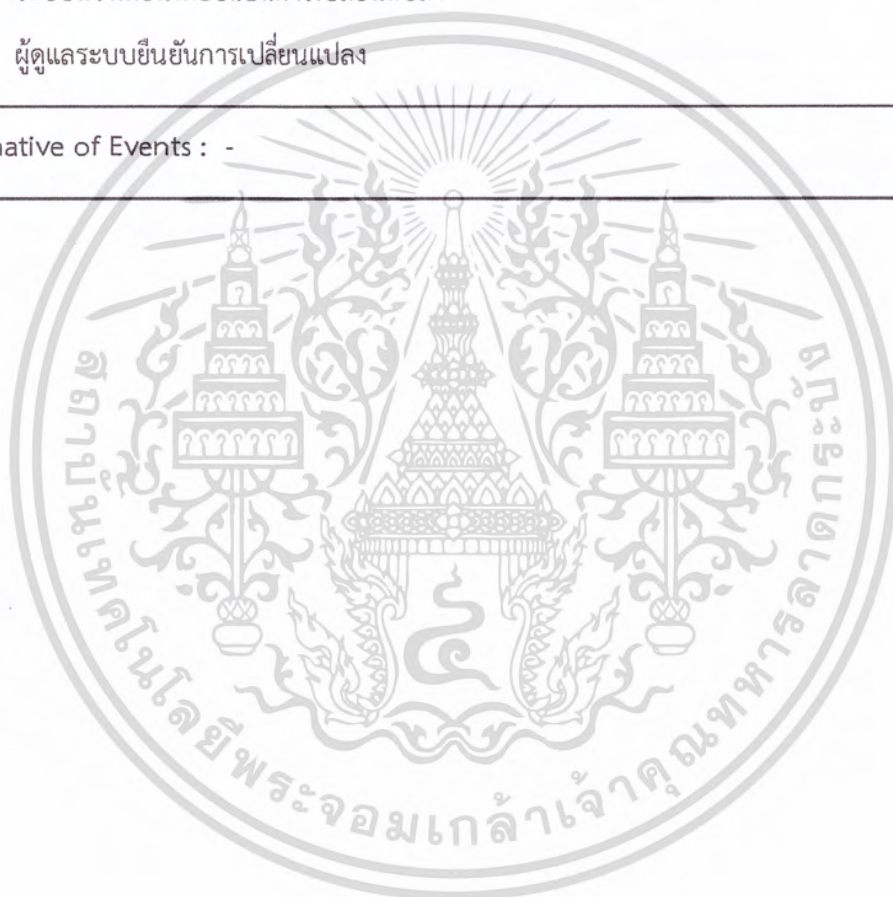 ผู้ดูแลระบบยืนยันการเปลี่ยนแปลง
native of Events : -
สถาบันเทคโนโลยีพระจอมเกล้าเจ้าคุณทหารลาดกระบัง
๔